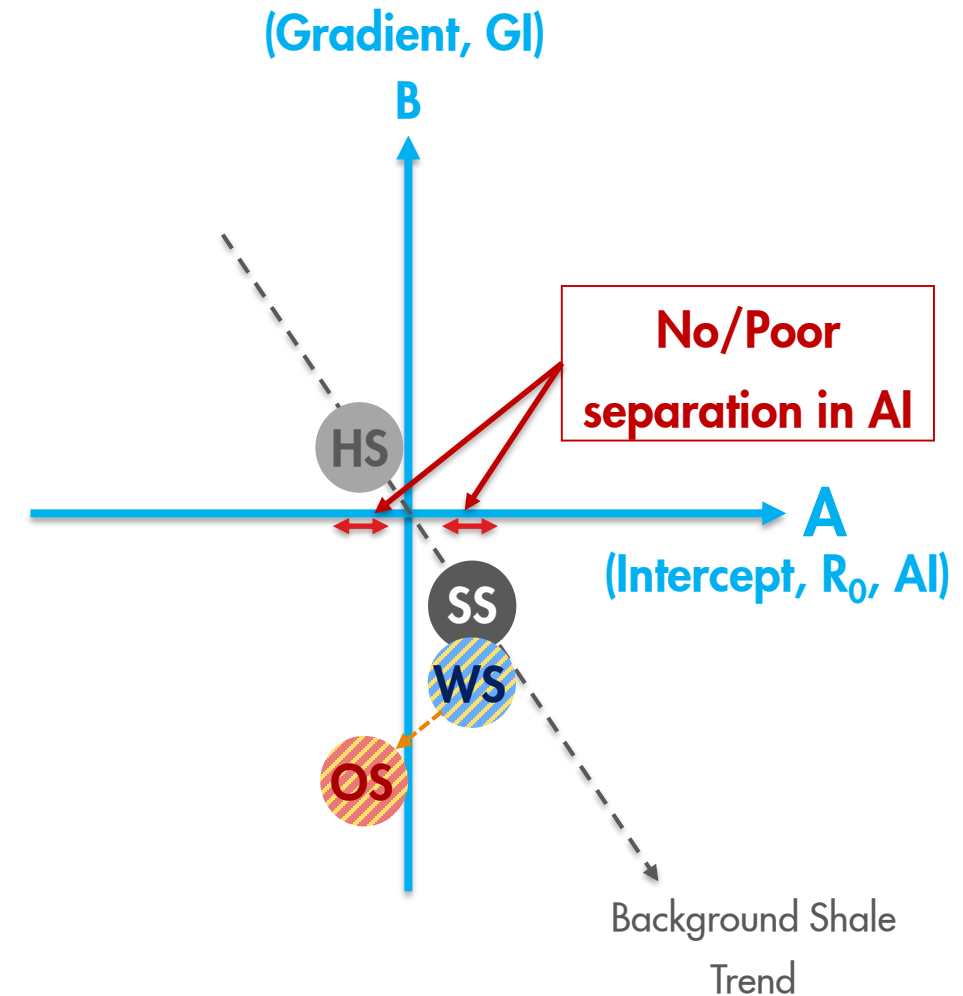 (Gradient, GI)
B
No/Poor
separation in AI
HS
A
(Intercept, R₀, AI)
SS
WS
OS
Background Shale
Trend